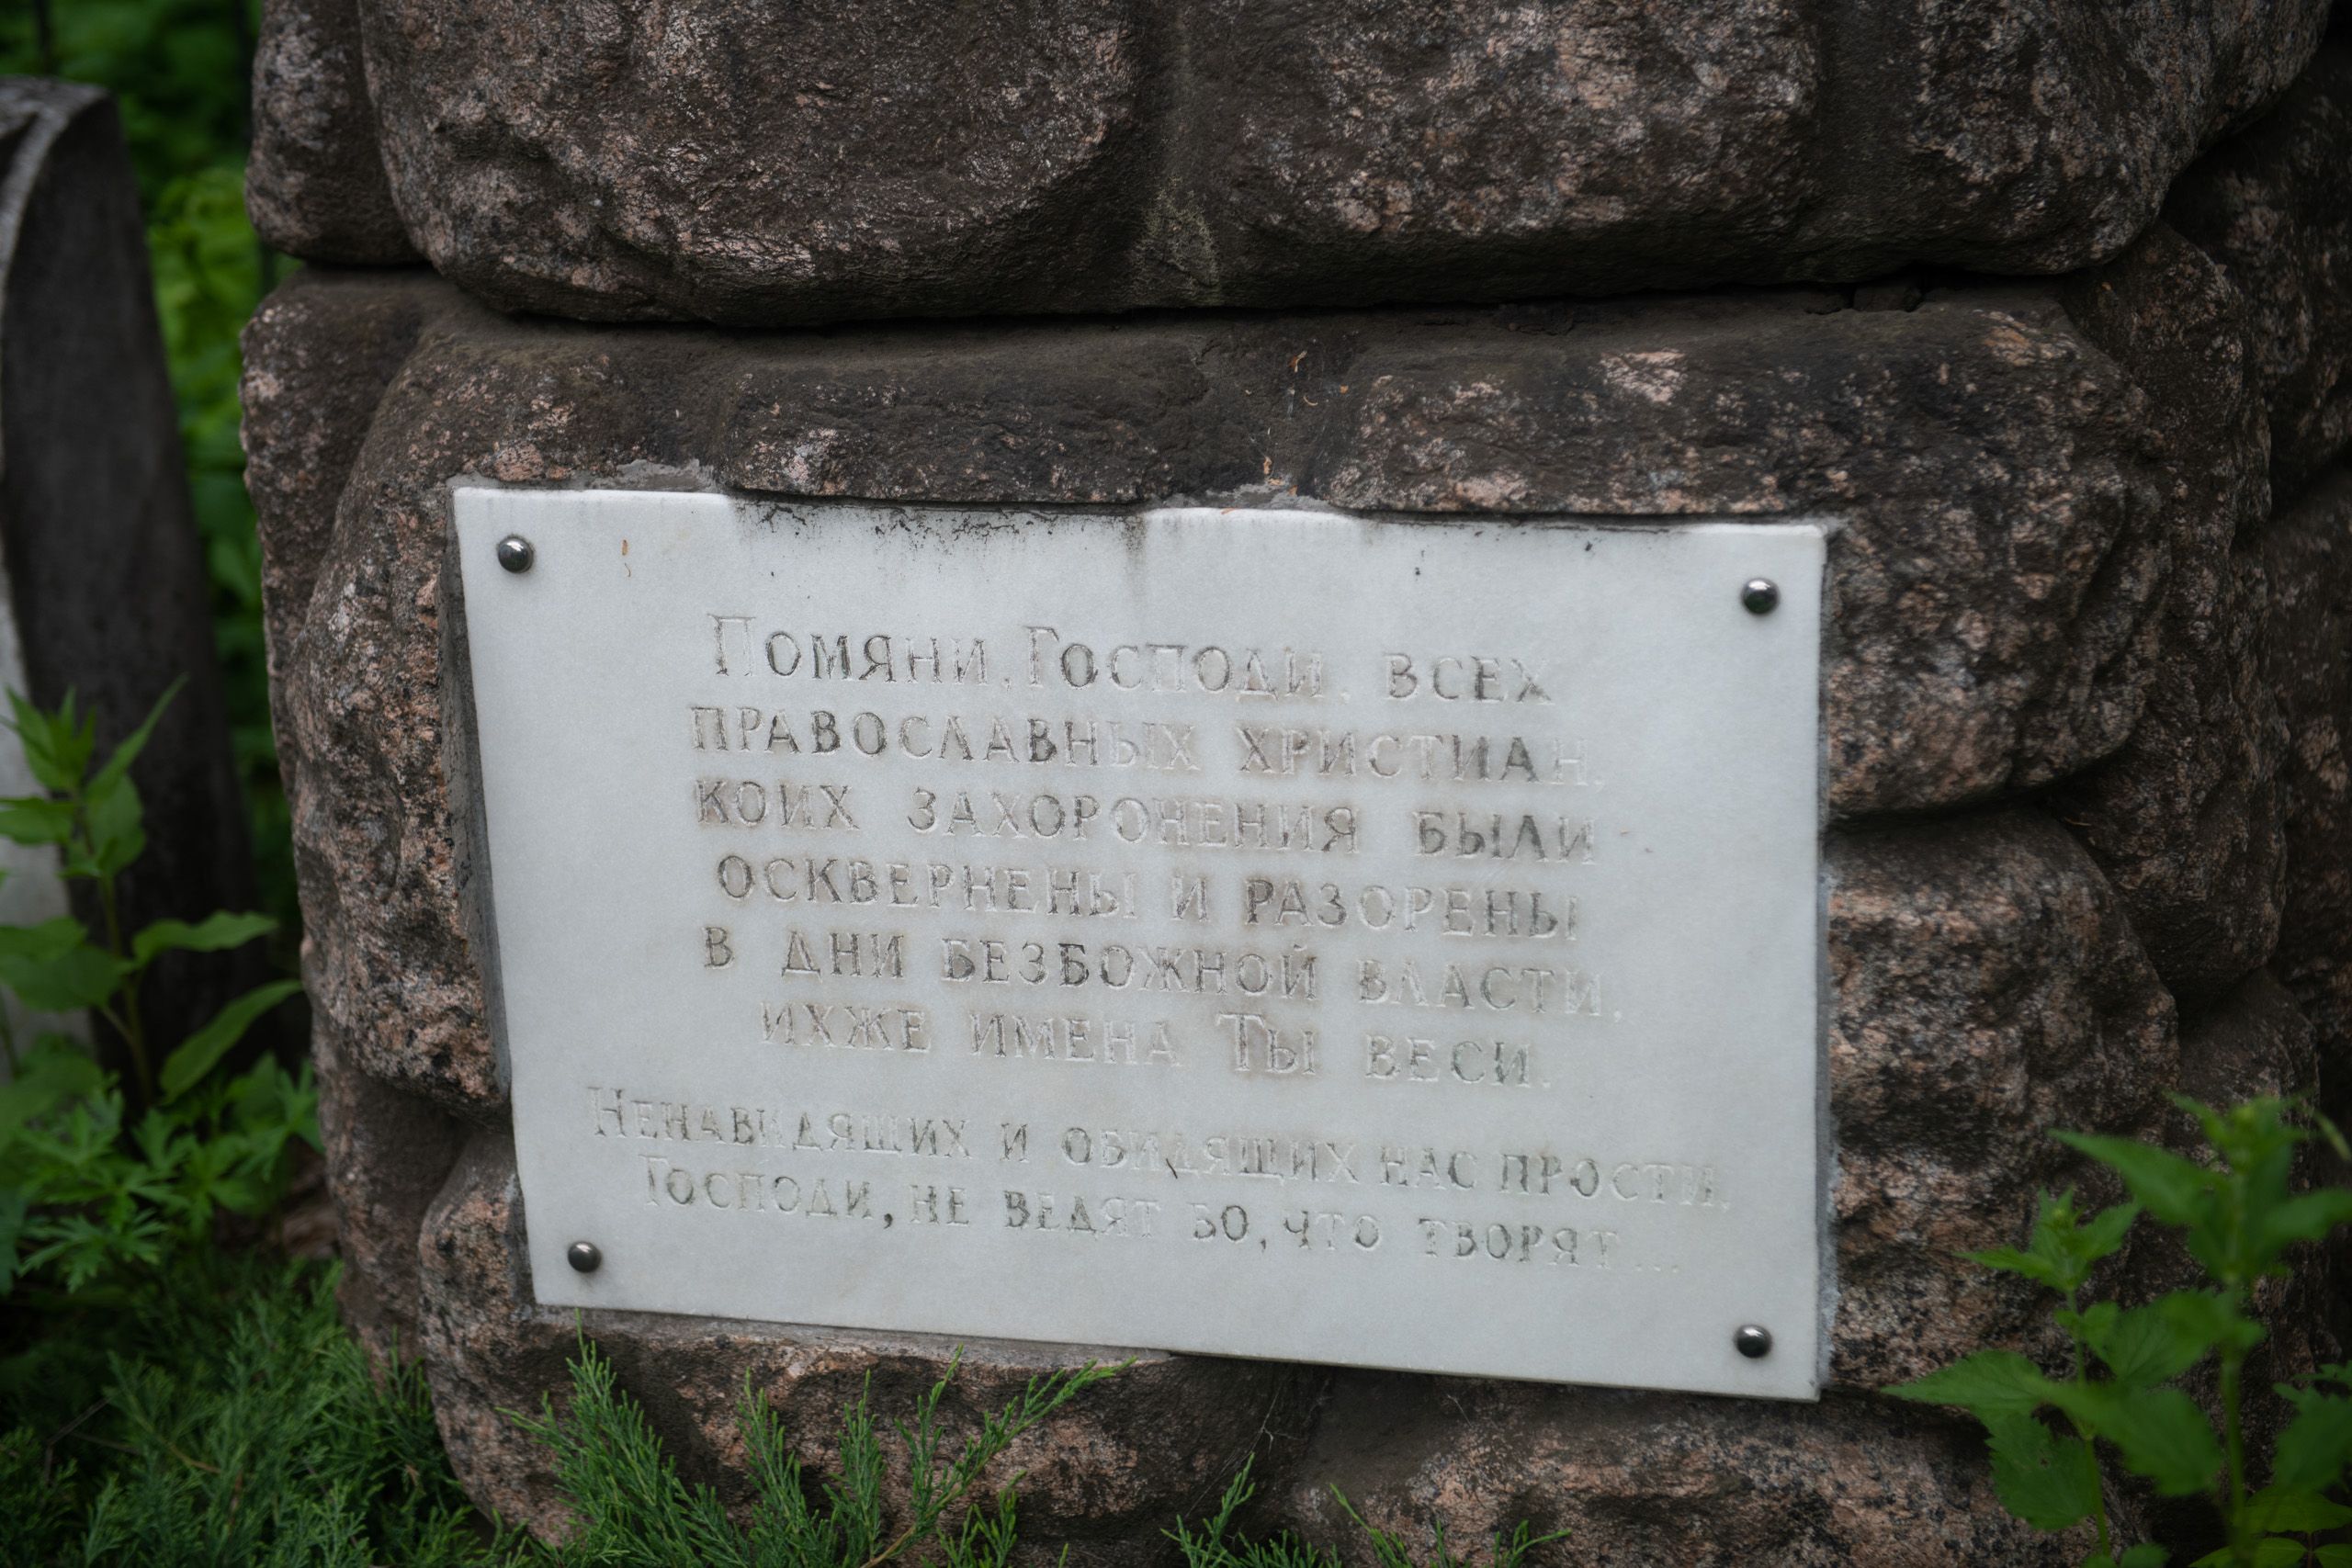 Помяни, Господи, всех
православных христиан,
коих захоронения были
осквернены и разорены
в дни безбожной власти,
ихже имена Ты веси.
Ненавидящих и обидящих нас прости,
Господи, не ведят бо, что творят...